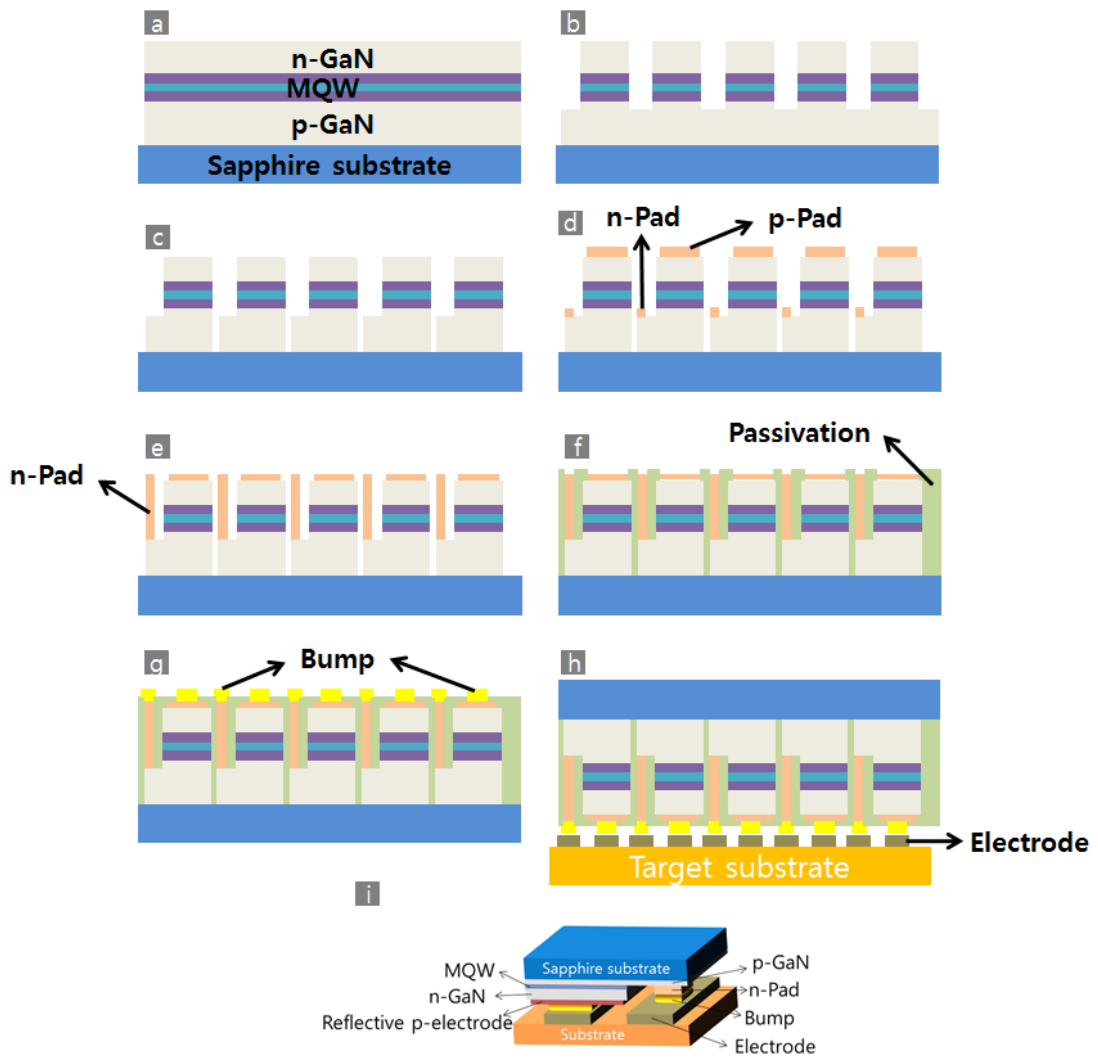 a
n-GaN
MQW
p-GaN
Sapphire substrate
b
c
d
n-Pad
p-Pad
e
n-Pad
f
Passivation
g
Bump
h
Electrode
Target substrate
i
Sapphire substrate
MQW
n-GaN
Reflective p-electrode
Substrate
p-GaN
n-Pad
Bump
Electrode